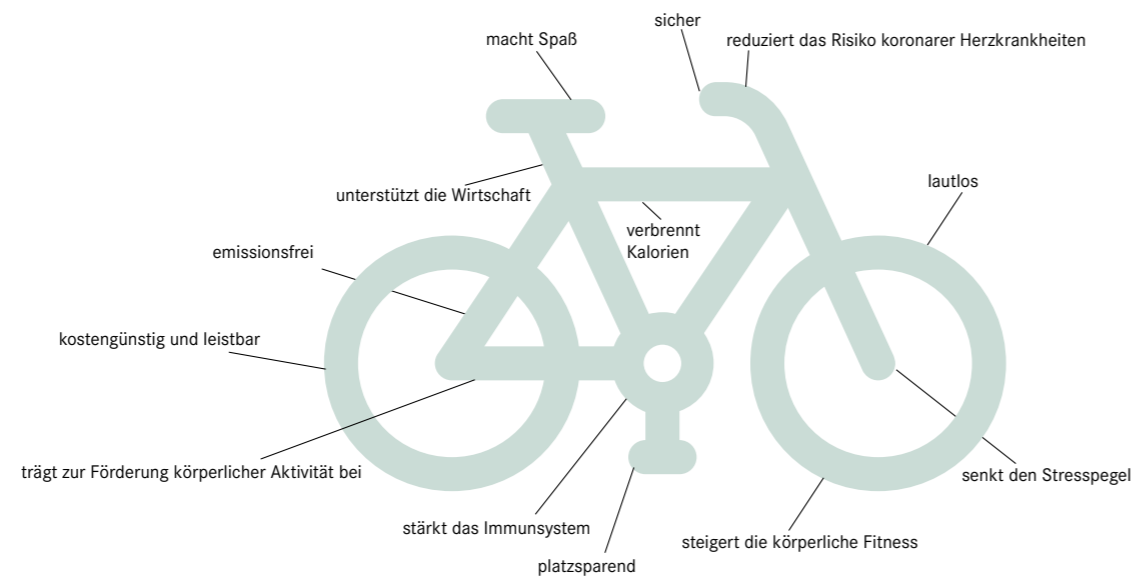 sicher
macht Spaß
reduziert das Risiko koronarer Herzkrankheiten
lautlos
unterstützt die Wirtschaft
verbrennt
Kalorien
emissionsfrei
kostengünstig und leistbar
trägt zur Förderung körperlicher Aktivität bei
senkt den Stresspegel
stärkt das Immunsystem
steigert die körperliche Fitness
platzsparend